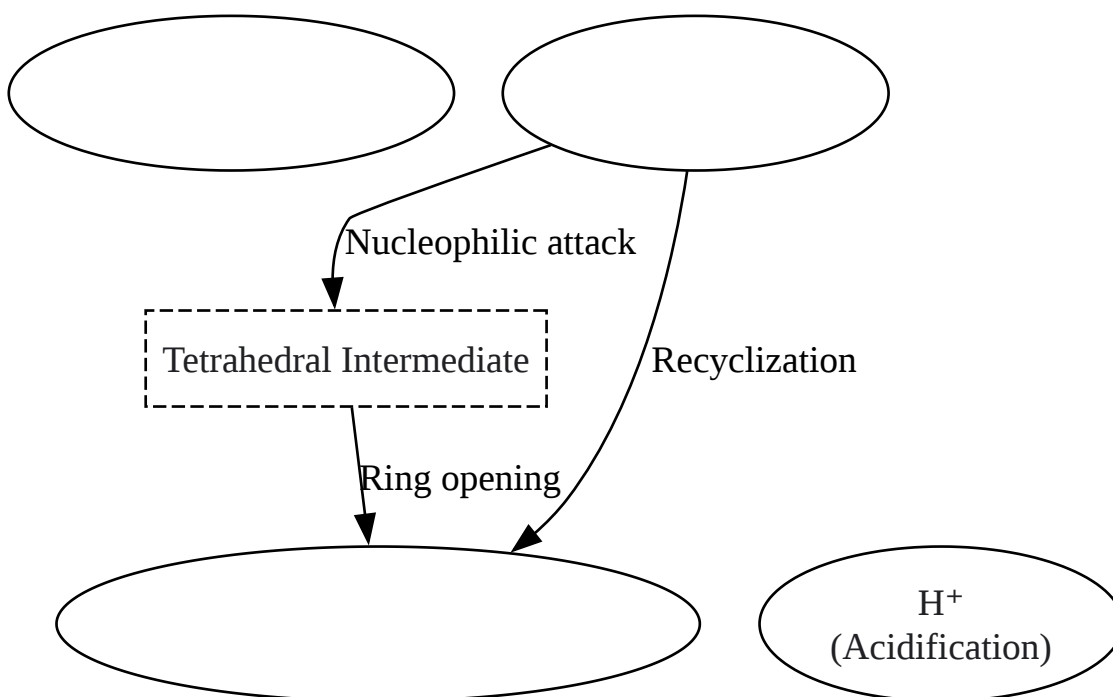 Nucleophilic attack
Tetrahedral Intermediate
Recyclization
Ring opening
H⁺
(Acidification)